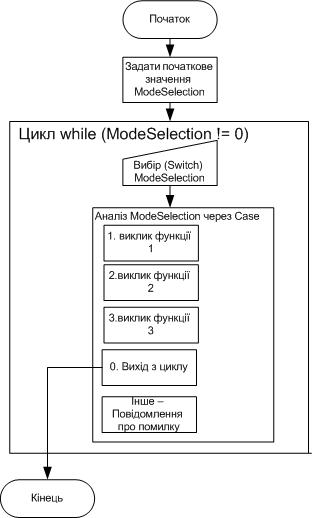 Початок
Задати початкове
значення
ModeSelection
Цикл while (ModeSelection != 0)
Вибір (Switch)
ModeSelection
Аналіз ModeSelection через Case
1. виклик функції
1
2.виклик функції
2
3.виклик функції
3
0. Вихід з циклу
Інше –
Повідомлення
про помилку
Кінець